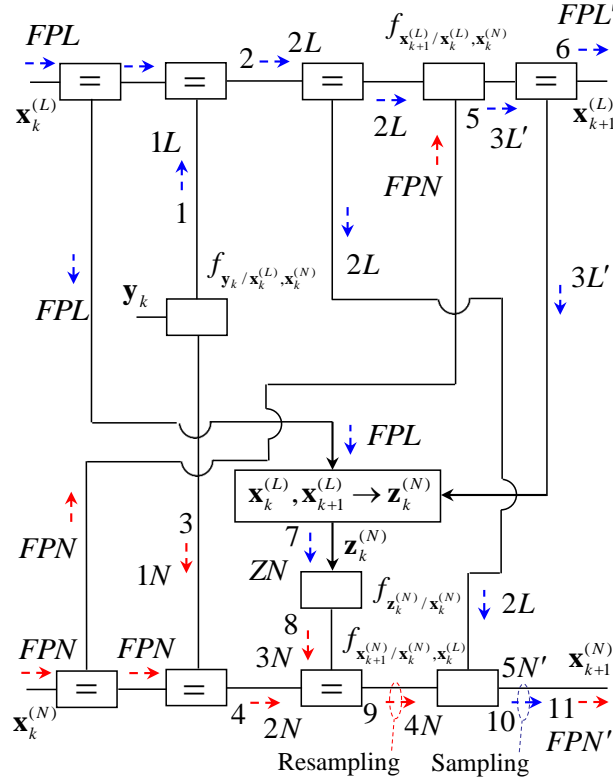 FPL 2 2L f_{x_{k+1}^{(L)}/x_k^{(L)},x_k^{(N)}} 6 FPL'
= = = =
x_k^{(L)} 2L 5 3L' x_{k+1}^{(L)}
1L FPN
1
FPL y_k f_{y_k/x_k^{(L)},x_k^{(N)}} 2L 3L'
FPL
x_k^{(L)}, x_{k+1}^{(L)} → z_k^{(N)}
3 7 z_k^{(N)}
FPN 1N ZN f_{z_k^{(N)}/x_k^{(N)}} 2L
8
FPN FPN 3N f_{x_{k+1}^{(N)}/x_k^{(N)},x_k^{(L)}} 5N' x_{k+1}^{(N)}
= = =
x_k^{(N)} 4 2N 9 4N 10 11
FPN'
Resampling Sampling